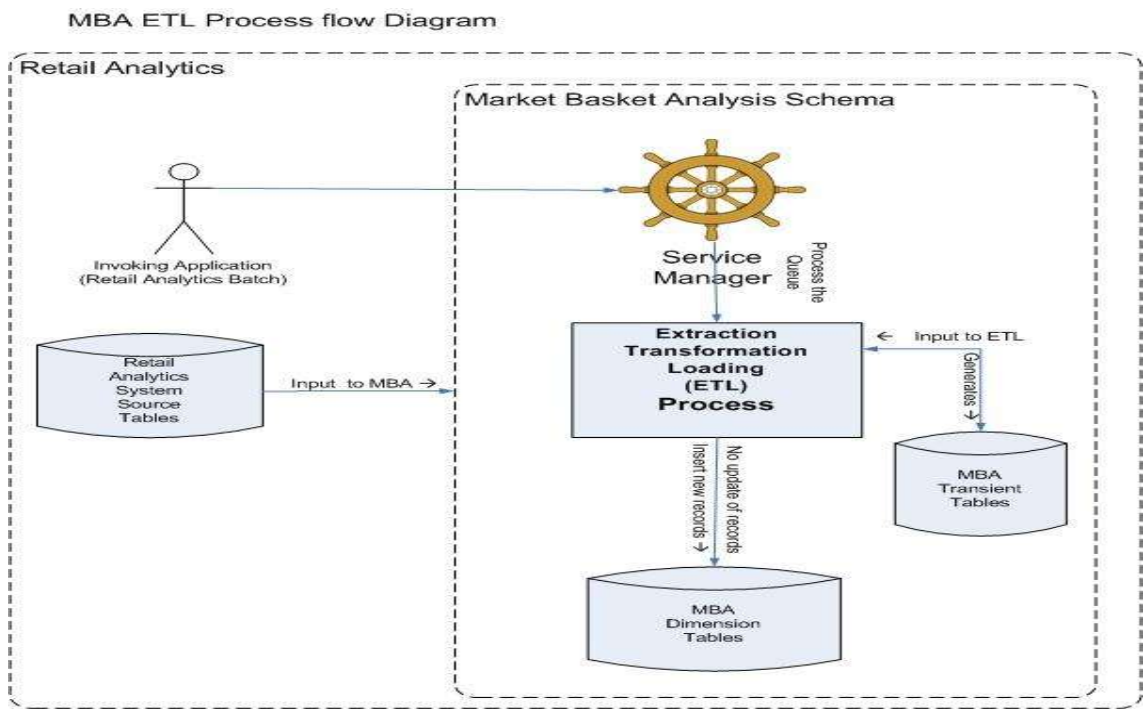 MBA ETL Process flow Diagram
Retail Analytics
Market Basket Analysis Schema
Invoking Application
(Retail Analytics Batch)
Service
Manager
Process the
Queue
Retail
Analytics
System
Source
Tables
Input to MBA →
Extraction
Transformation
Loading
(ETL)
Process
← Input to ETL
Generates →
MBA
Transient
Tables
No update of records
Insert new records →
MBA
Dimension
Tables